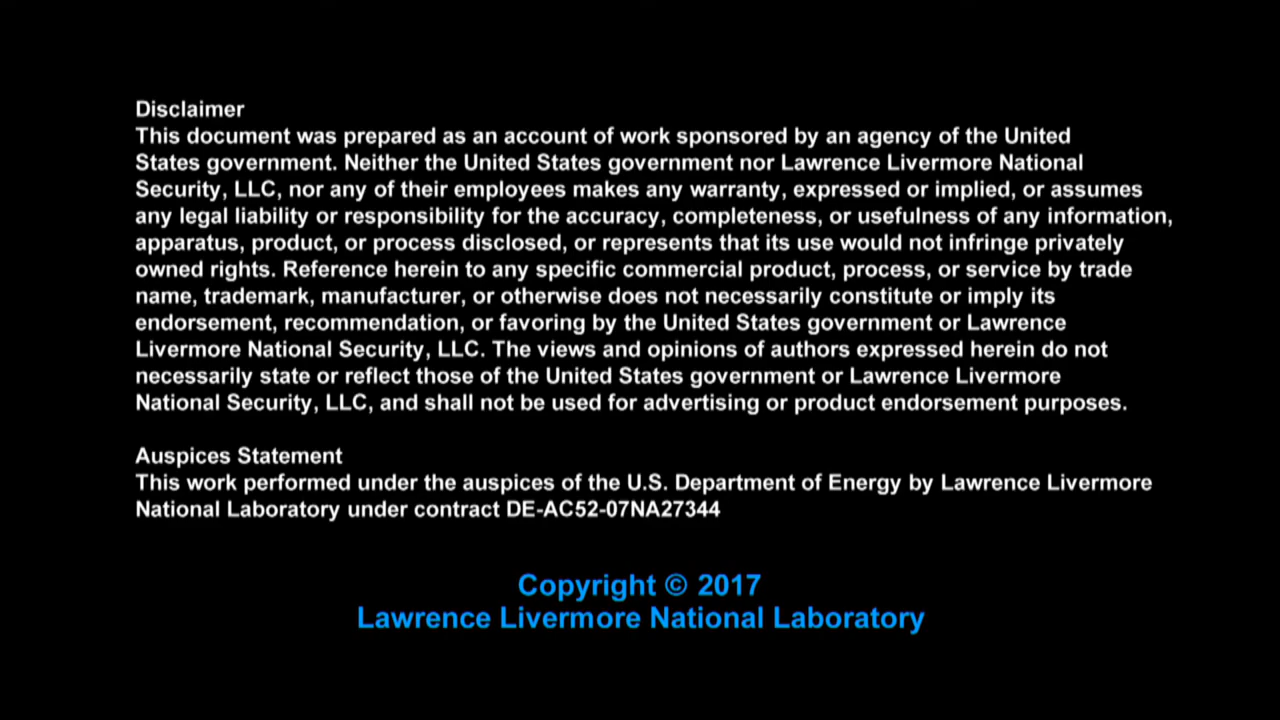 Disclaimer
This document was prepared as an account of work sponsored by an agency of the United
States government. Neither the United States government nor Lawrence Livermore National
Security, LLC, nor any of their employees makes any warranty, expressed or implied, or assumes
any legal liability or responsibility for the accuracy, completeness, or usefulness of any information,
apparatus, product, or process disclosed, or represents that its use would not infringe privately
owned rights. Reference herein to any specific commercial product, process, or service by trade
name, trademark, manufacturer, or otherwise does not necessarily constitute or imply its
endorsement, recommendation, or favoring by the United States government or Lawrence
Livermore National Security, LLC. The views and opinions of authors expressed herein do not
necessarily state or reflect those of the United States government or Lawrence Livermore
National Security, LLC, and shall not be used for advertising or product endorsement purposes.
Auspices Statement
This work performed under the auspices of the U.S. Department of Energy by Lawrence Livermore
National Laboratory under contract DE-AC52-07NA27344
Copyright © 2017
Lawrence Livermore National Laboratory